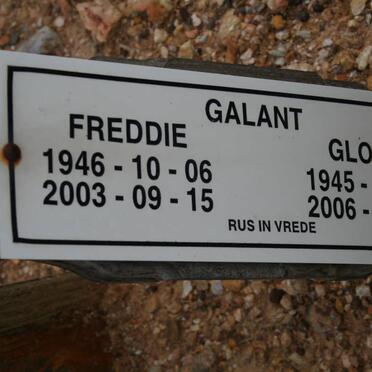 GALANT
FREDDIE GLO
1946 - 10 - 06 1945 -
2003 - 09 - 15 2006 -
RUS IN VREDE